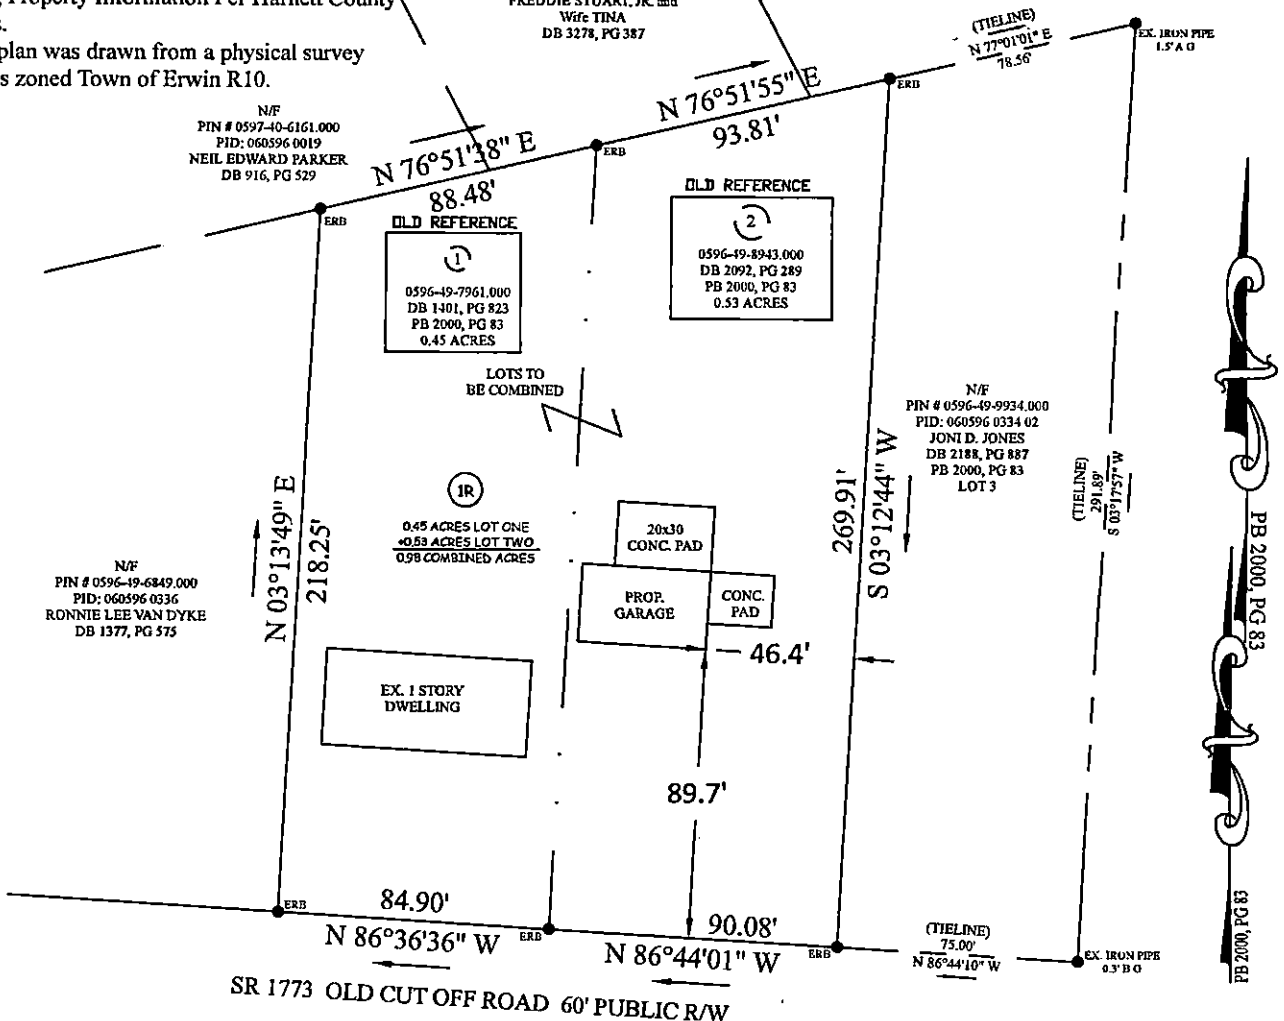 Property Information Per Harnett County
s.
plan was drawn from a physical survey
s zoned Town of Erwin R10.
FREDDIE STUART, JR. and
Wife TINA
DB 3278, PG 387
(TIELINE)
N 77°01'01" E
78.56'
EX. IRON PIPE
1.5' A G
N/F
PIN # 0597-40-6161.000
PID: 060596 0019
NEIL EDWARD PARKER
DB 916, PG 529
N 76°51'38" E
88.48'
ERB
N 76°51'55" E
93.81'
ERB
ERB
OLD REFERENCE
1
0596-49-7961.000
DB 1401, PG 823
PB 2000, PG 83
0.45 ACRES
OLD REFERENCE
2
0596-49-8943.000
DB 2092, PG 289
PB 2000, PG 83
0.53 ACRES
LOTS TO
BE COMBINED
N/F
PIN # 0596-49-9934.000
PID: 060596 0334 02
JONI D. JONES
DB 2188, PG 887
PB 2000, PG 83
LOT 3
(TIELINE)
291.89'
S 03°17'57" W
1R
0.45 ACRES LOT ONE
+0.53 ACRES LOT TWO
0.98 COMBINED ACRES
20x30
CONC. PAD
PROP.
GARAGE
CONC.
PAD
269.91'
S 03°12'44" W
N 03°13'49" E
218.25'
N/F
PIN # 0596-49-6849.000
PID: 060596 0336
RONNIE LEE VAN DYKE
DB 1377, PG 575
46.4'
EX. 1 STORY
DWELLING
89.7'
PB 2000, PG 83
PB 2000, PG 83
ERB
84.90'
N 86°36'36" W
ERB
90.08'
N 86°44'01" W
ERB
(TIELINE)
75.00'
N 86°44'10" W
EX. IRON PIPE
0.3' B G
SR 1773 OLD CUT OFF ROAD 60' PUBLIC R/W